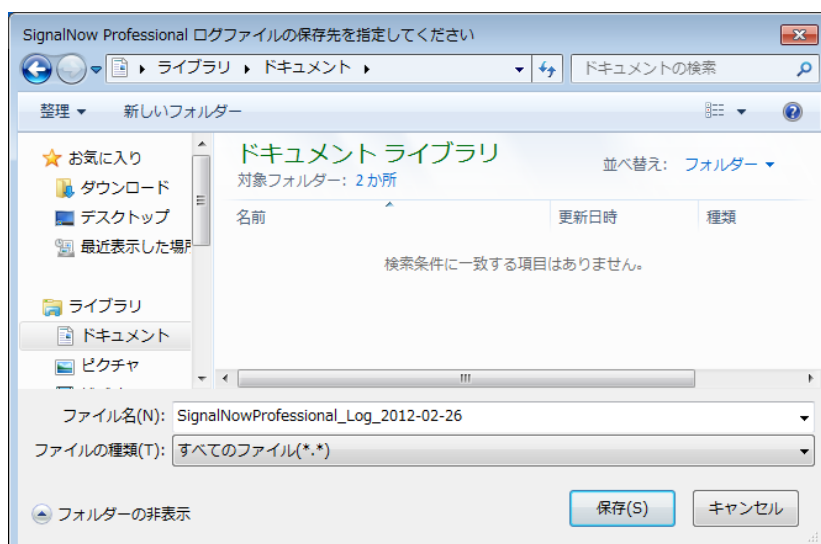 SignalNow Professional ログファイルの保存先を指定してください
ライブラリ ドキュメント ドキュメントの検索
整理 新しいフォルダー
お気に入り
ダウンロード
デスクトップ
最近表示した場所
ライブラリ
ドキュメント
ピクチャ
ドキュメント ライブラリ
対象フォルダー: 2 か所
並べ替え: フォルダー
名前 更新日時 種類
検索条件に一致する項目はありません。
ファイル名(N): SignalNowProfessional_Log_2012-02-26
ファイルの種類(T): すべてのファイル(*.*)
フォルダーの非表示
保存(S) キャンセル